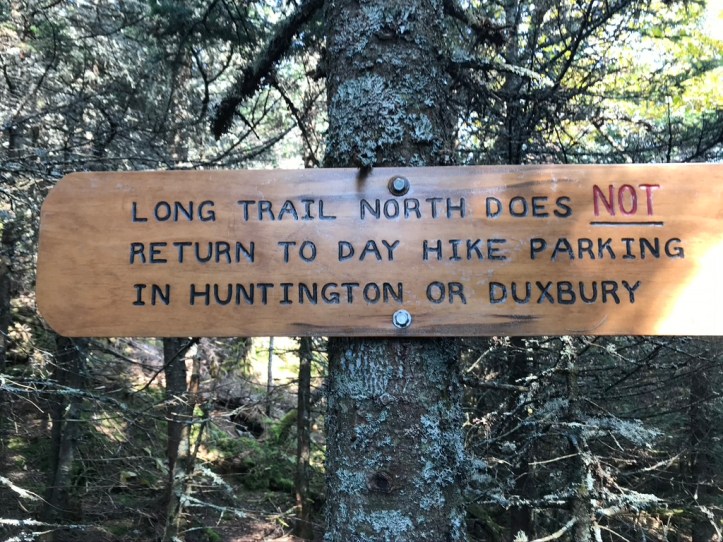 LONG TRAIL NORTH DOES NOT
RETURN TO DAY HIKE PARKING
IN HUNTINGTON OR DUXBURY